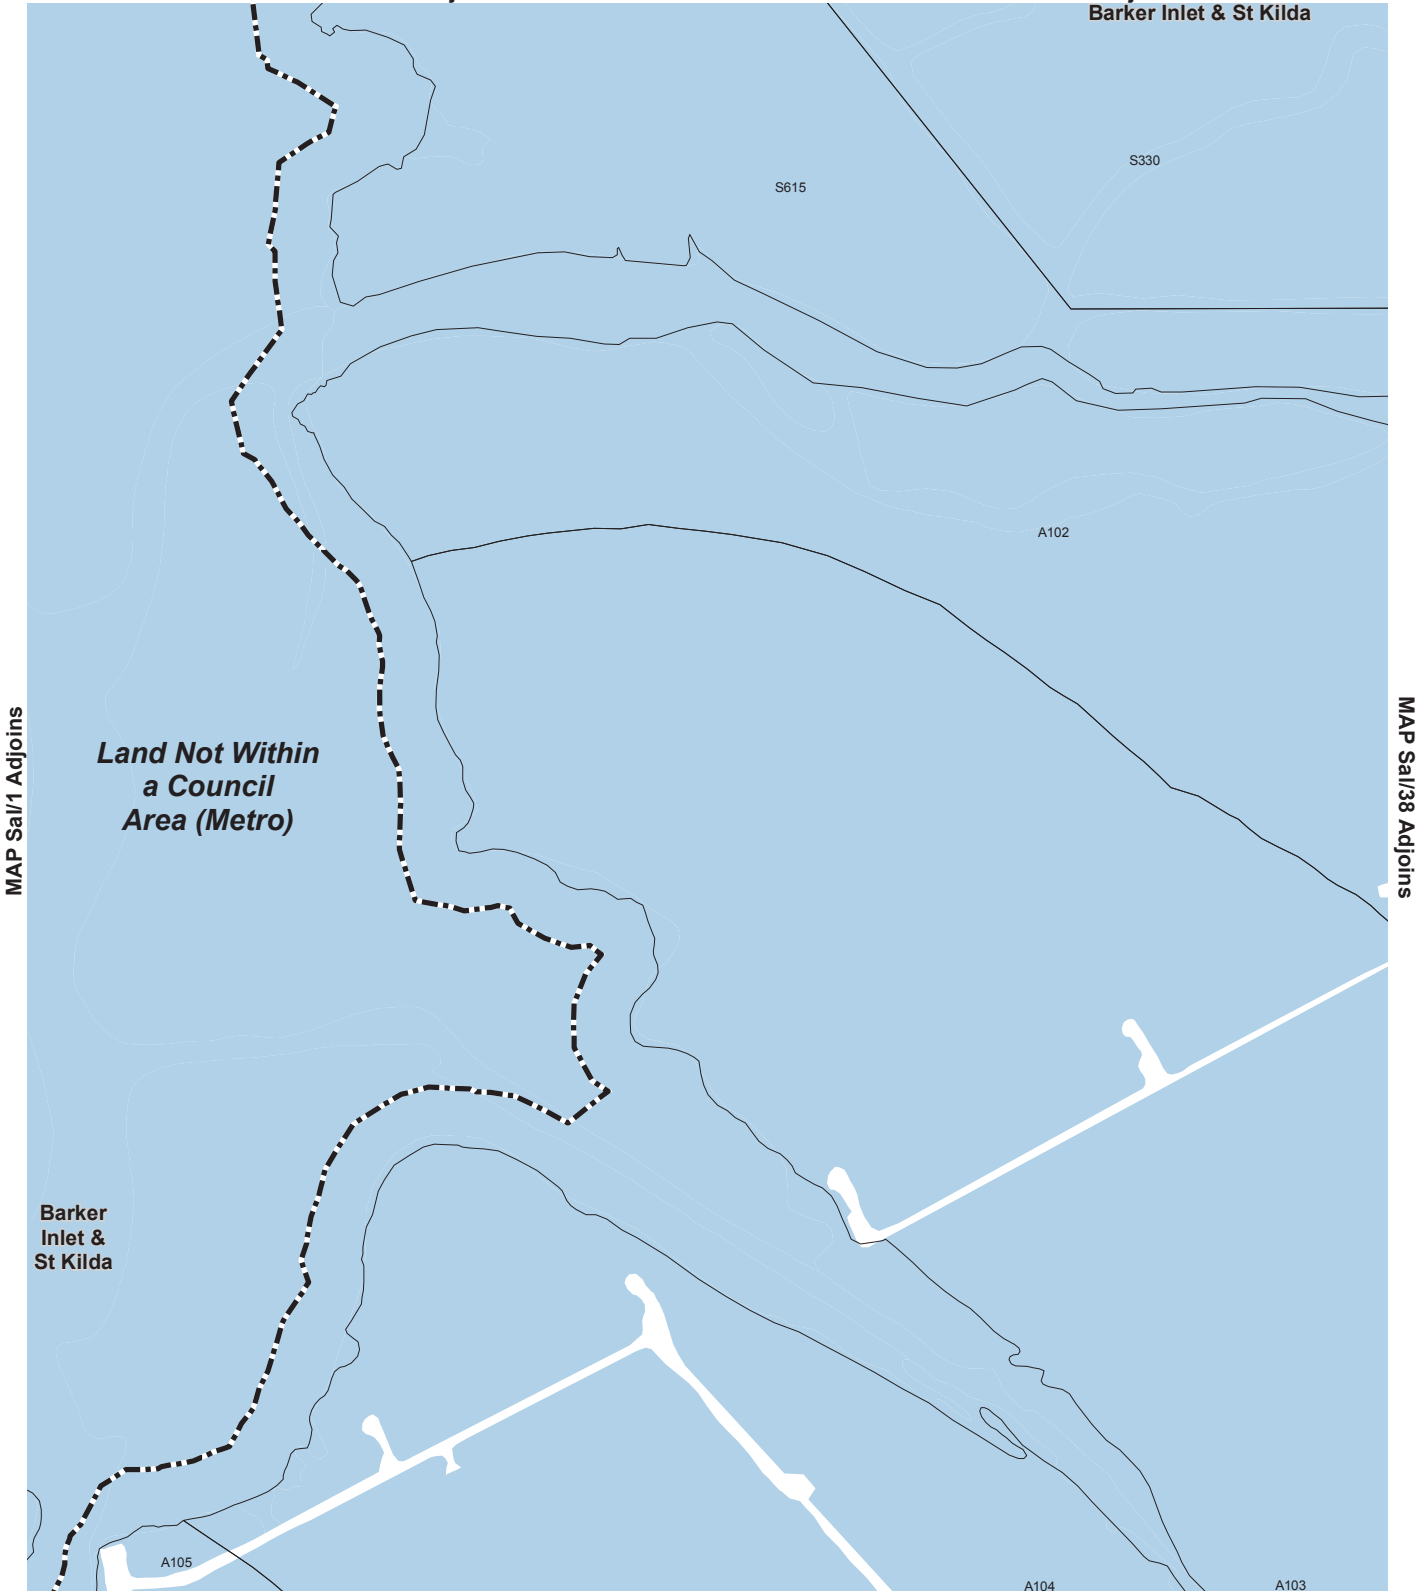 Barker Inlet & St Kilda
S330
S615
A102
MAP Sal/1 Adjoins
Land Not Within
a Council
Area (Metro)
MAP Sal/38 Adjoins
Barker
Inlet &
St Kilda
A105
A104
A103